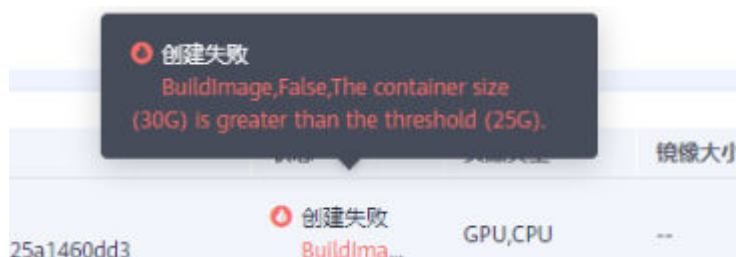 创建失败
BuildImage,False,The container size
(30G) is greater than the threshold (25G).
镜像大小
创建失败
GPU,CPU
--
25a1460dd3
BuildIma...